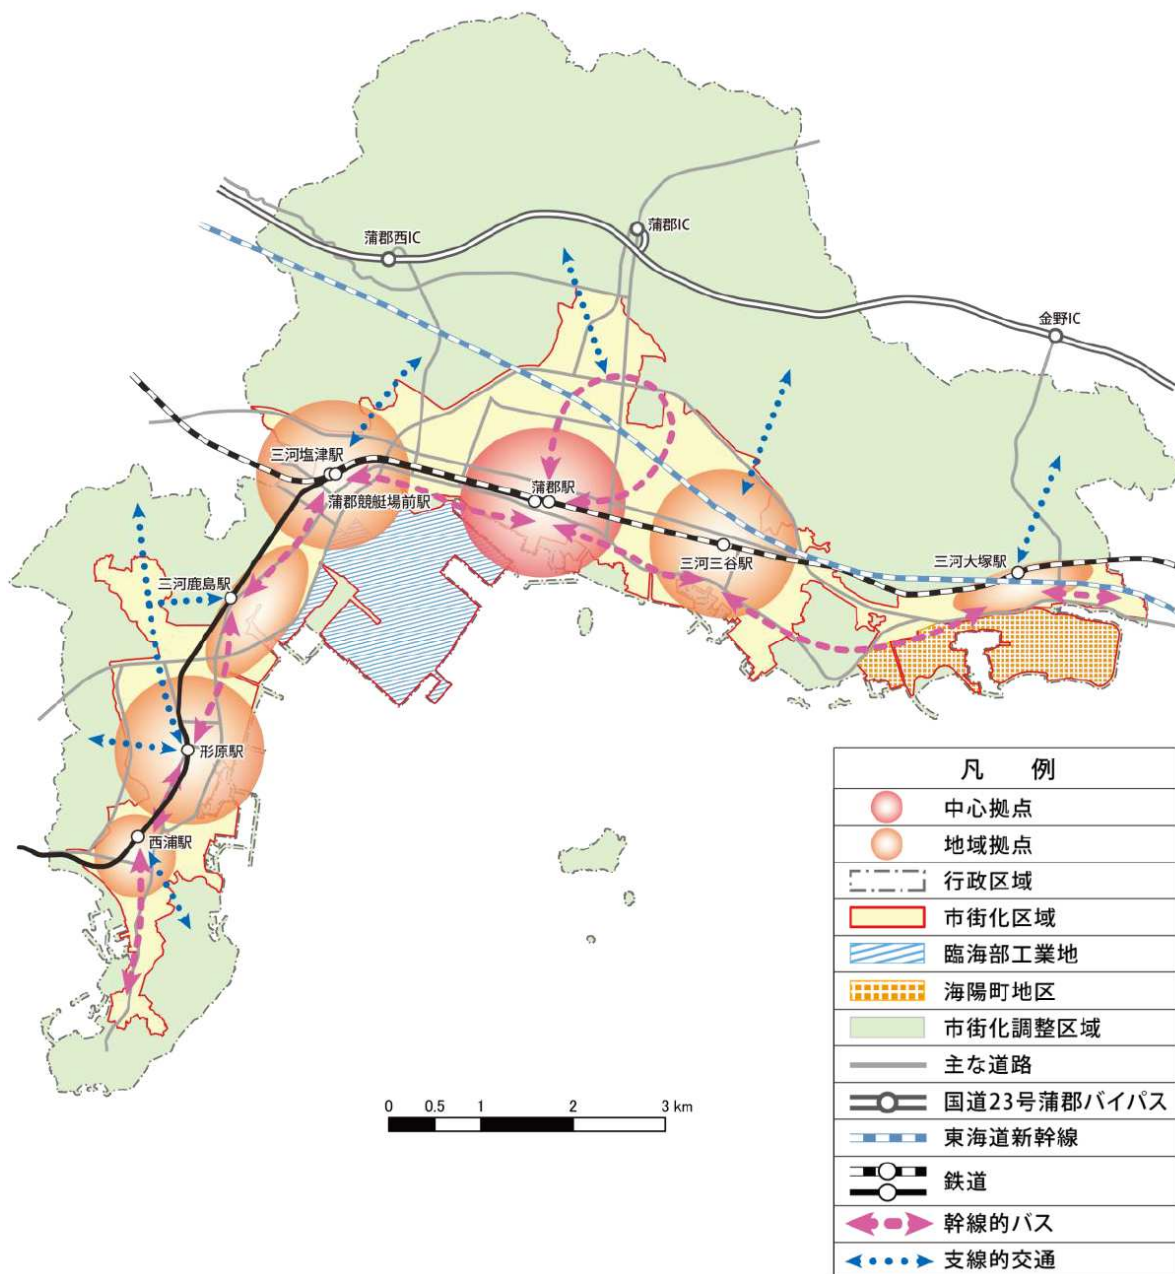 蒲郡西IC
蒲郡IC
金野IC
三河塩津駅
蒲郡競艇場前駅
蒲郡駅
三河三谷駅
三河大塚駅
三河鹿島駅
形原駅
西浦駅
0 0.5 1 2 3 km
凡 例
中心拠点
地域拠点
行政区域
市街化区域
臨海部工業地
海陽町地区
市街化調整区域
主な道路
国道23号蒲郡バイパス
東海道新幹線
鉄道
幹線的バス
支線的交通